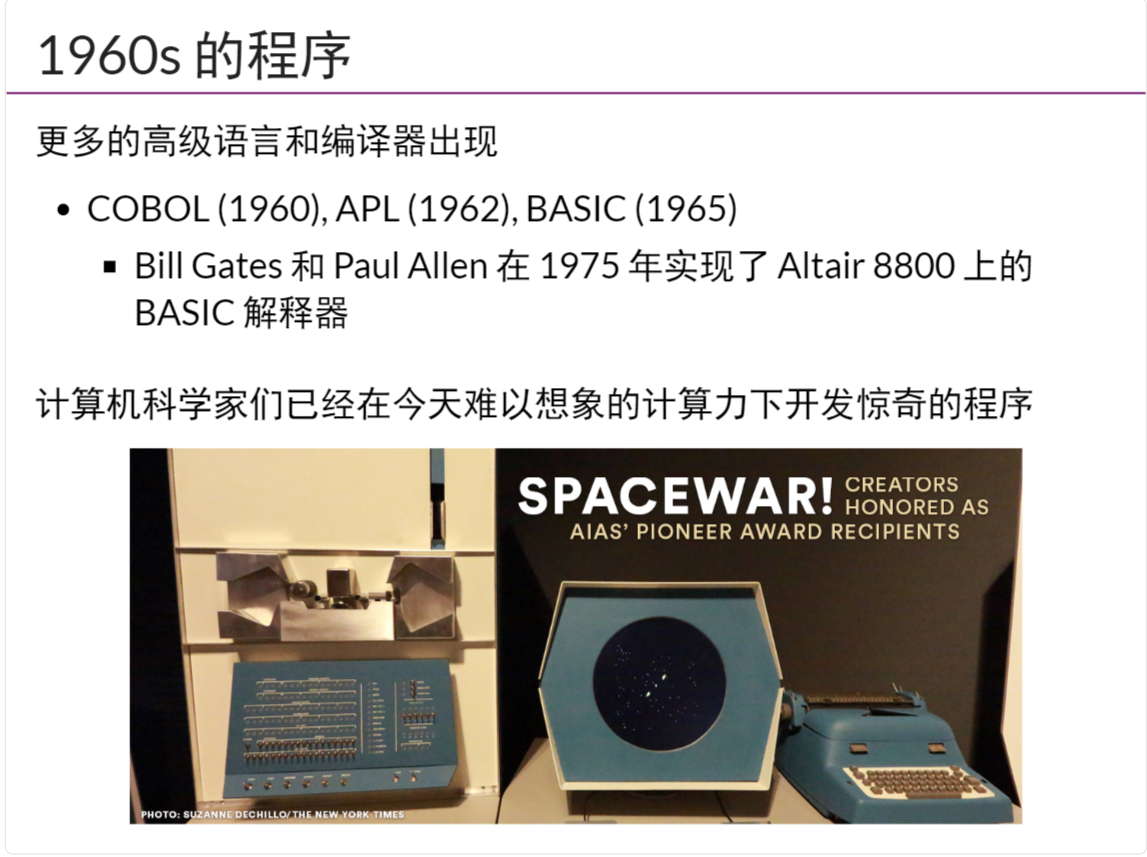 1960s 的程序
更多的高级语言和编译器出现
• COBOL (1960), APL (1962), BASIC (1965)
▪ Bill Gates 和 Paul Allen 在 1975 年实现了 Altair 8800 上的
BASIC 解释器
计算机科学家们已经在今天难以想象的计算力下开发惊奇的程序
SPACEWAR! CREATORS
HONORED AS
AIAS' PIONEER AWARD RECIPIENTS
PHOTO: SUZANNE DECHILLO/THE NEW YORK TIMES